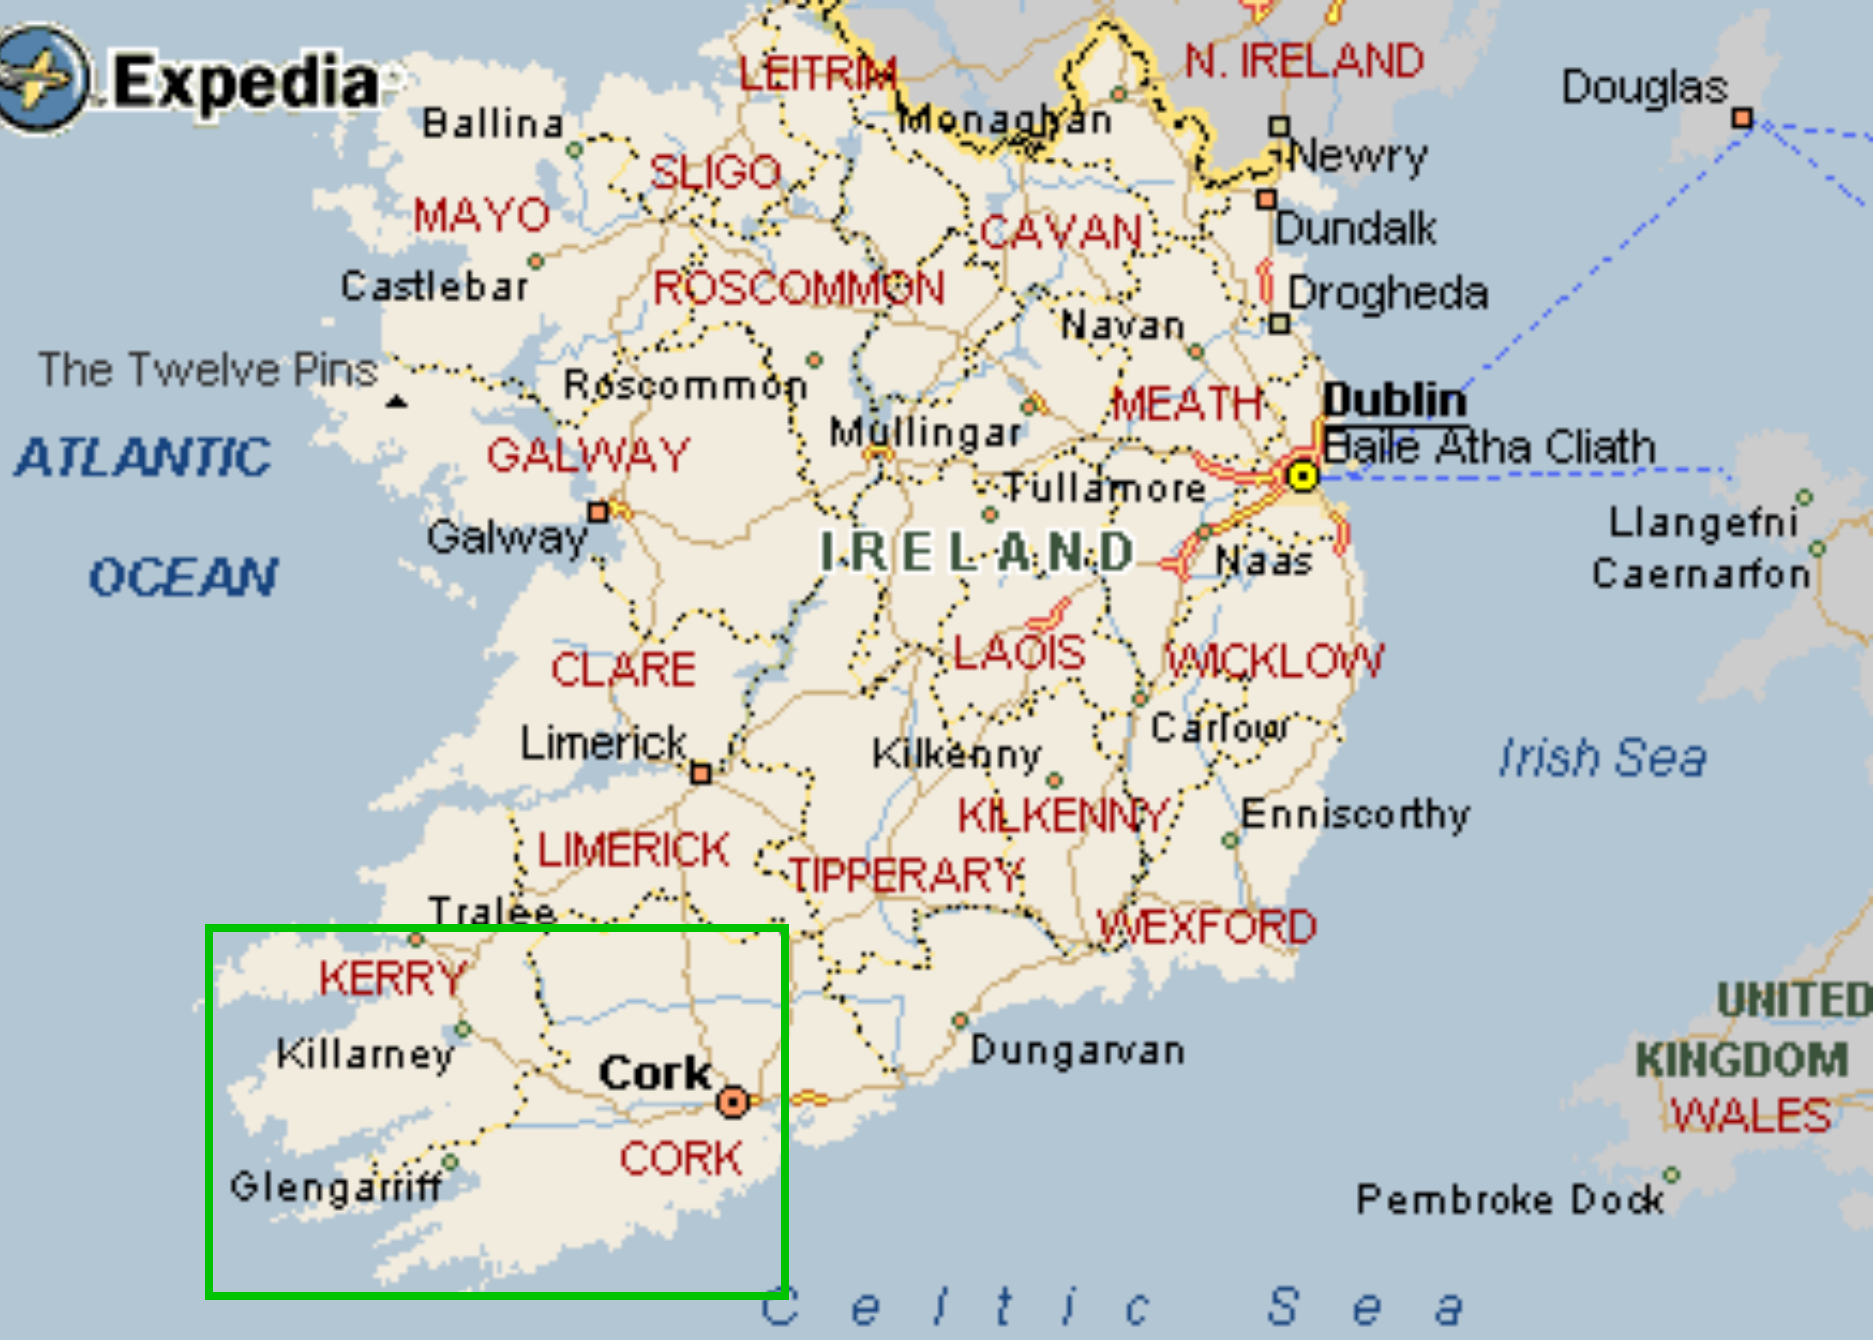 Expedia
LEITRIM
N. IRELAND
Douglas
Ballina
Monaghan
Newry
SLIGO
MAYO
CAVAN
Dundalk
Castlebar
ROSCOMMON
Drogheda
Navan
The Twelve Pins
Roscommon
MEATH
Dublin
Mullingar
Baile Atha Cliath
ATLANTIC
GALWAY
Tullamore
Llangefni
Galway
IRELAND
Naas
OCEAN
Caernarfon
CLARE
LAOIS
WICKLOW
Limerick
Kilkenny
Carlow
Irish Sea
LIMERICK
KILKENNY
Enniscorthy
TIPPERARY
Tralee
WEXFORD
KERRY
UNITED
Killarney
Cork
Dungarvan
KINGDOM
WALES
CORK
Glengarriff
Pembroke Dock
Celtic Sea